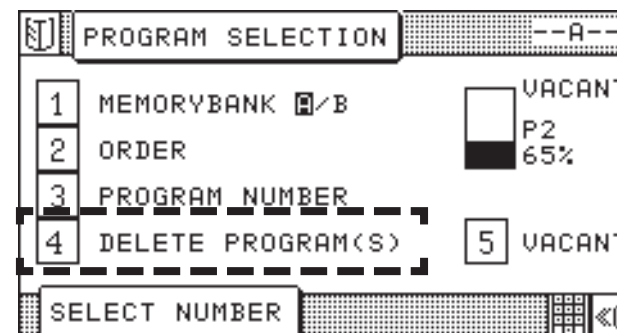 PROGRAM SELECTION --A--
1 MEMORYBANK A/B VACANT
2 ORDER P2 65%
3 PROGRAM NUMBER
4 DELETE PROGRAM(S) 5 VACANT
SELECT NUMBER